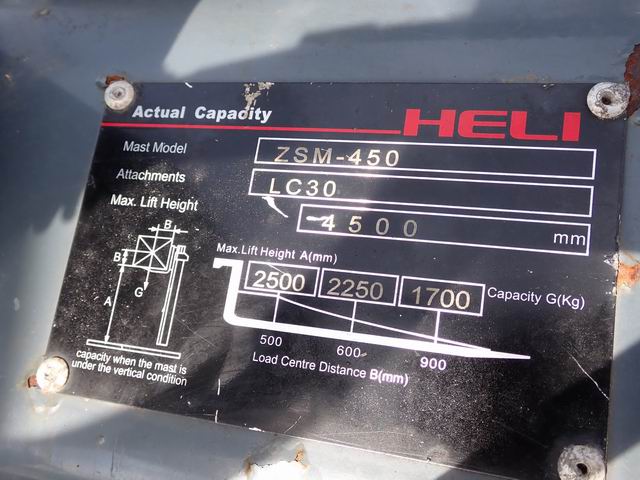 Actual Capacity
HELI
Mast Model ZSM-450
Attachments LC30
Max. Lift Height 4500 mm
B
B
G
A
capacity when the mast is
under the vertical condition
Max. Lift Height A(mm)
2500 2250 1700 Capacity G(Kg)
500 600 900
Load Centre Distance B(mm)